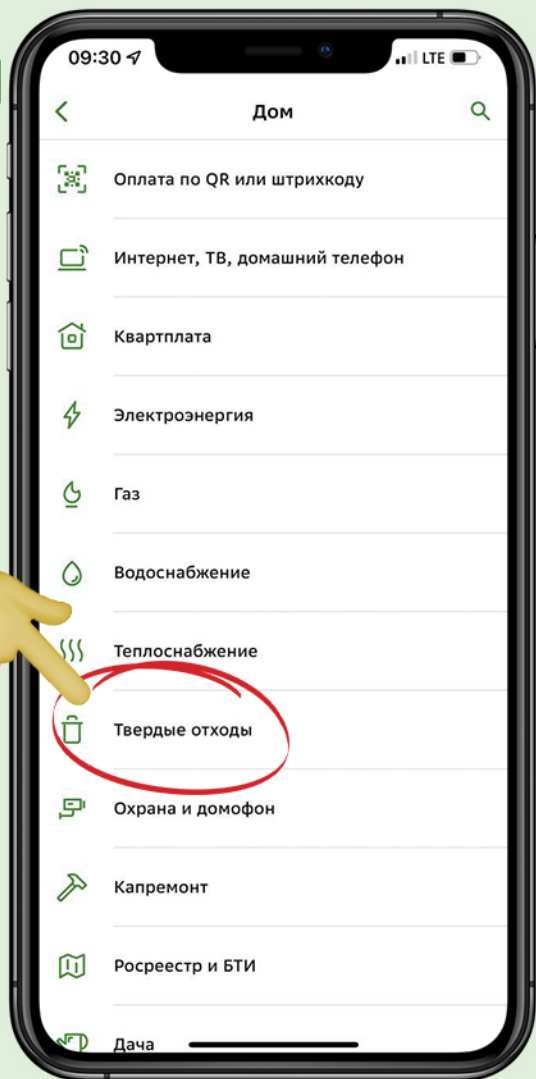 09:30
LTE
Дом
Оплата по QR или штрихкоду
Интернет, ТВ, домашний телефон
Квартплата
Электроэнергия
Газ
Водоснабжение
Теплоснабжение
Твердые отходы
Охрана и домофон
Капремонт
Росреестр и БТИ
Дача